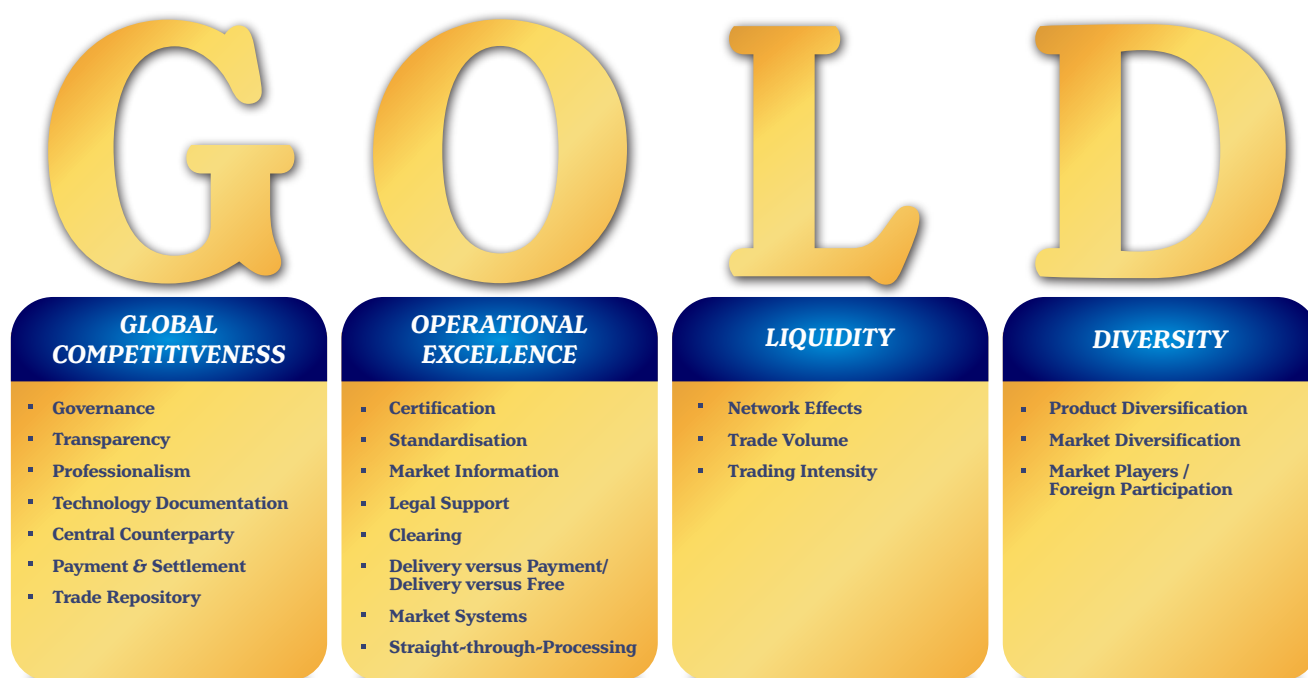 G O L D
GLOBAL
COMPETITIVENESS
▪ Governance
▪ Transparency
▪ Professionalism
▪ Technology Documentation
▪ Central Counterparty
▪ Payment & Settlement
▪ Trade Repository
OPERATIONAL
EXCELLENCE
▪ Certification
▪ Standardisation
▪ Market Information
▪ Legal Support
▪ Clearing
▪ Delivery versus Payment/
Delivery versus Free
▪ Market Systems
▪ Straight-through-Processing
LIQUIDITY
▪ Network Effects
▪ Trade Volume
▪ Trading Intensity
DIVERSITY
▪ Product Diversification
▪ Market Diversification
▪ Market Players /
Foreign Participation